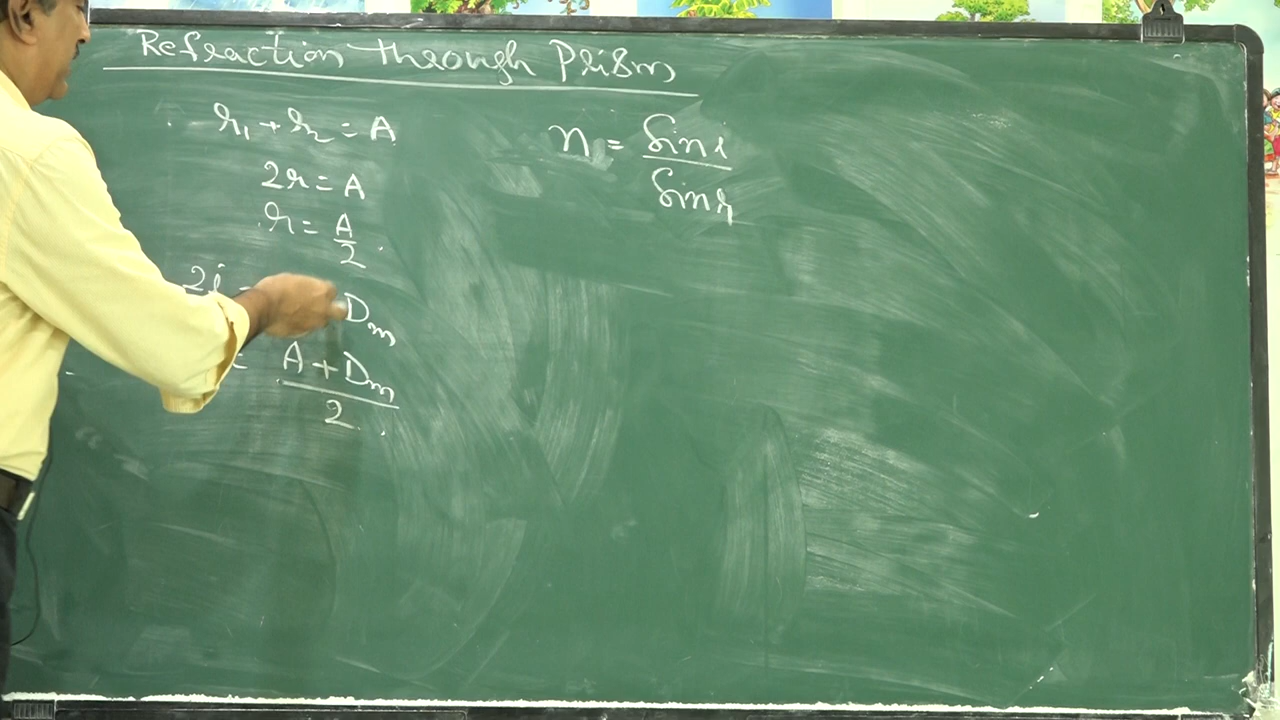 Refraction Through Prism
r₁ + r₂ = A
2r = A
r = A/2
2i = Dm
= A + Dm / 2
n = Sin i / Sin r